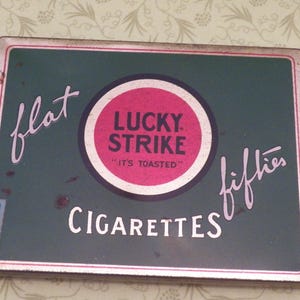 flat
LUCKY
STRIKE
"IT'S TOASTED"
fifties
CIGARETTES